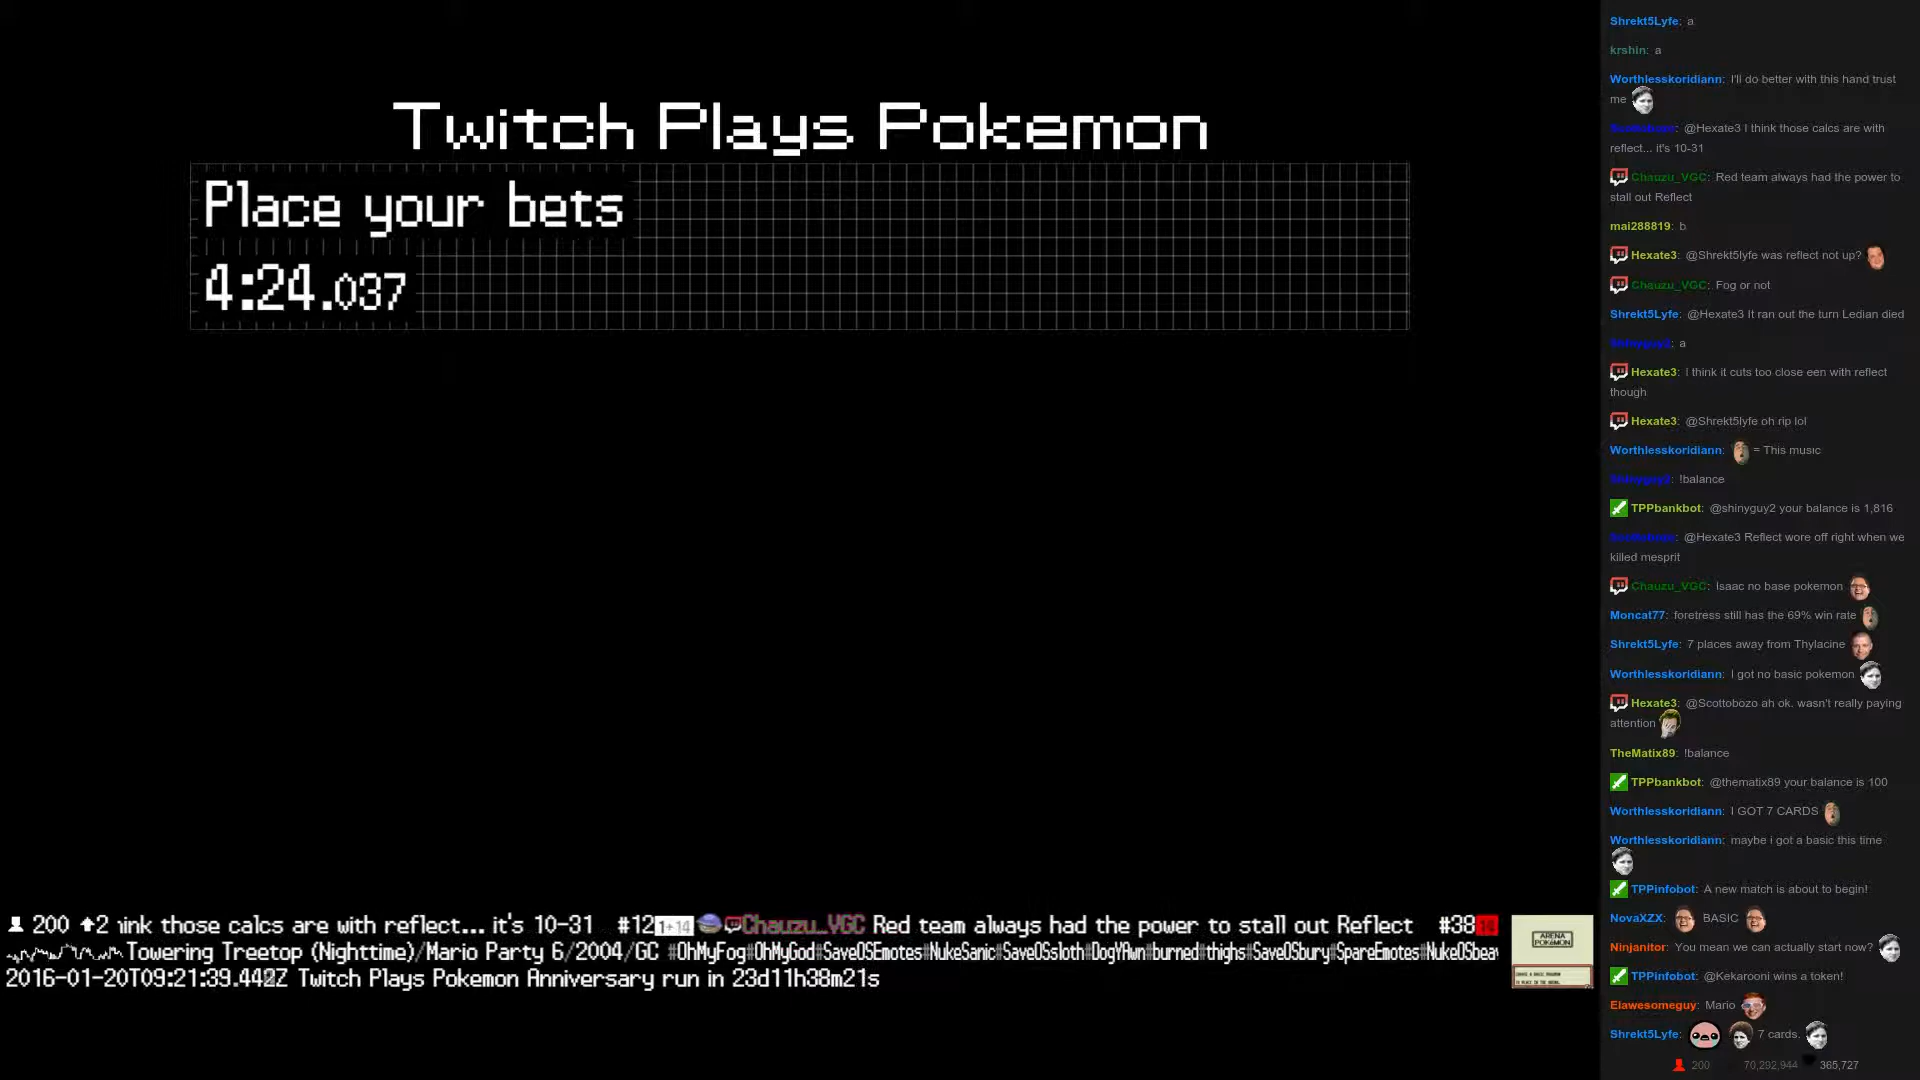 Twitch Plays Pokemon
Place your bets
4:24.037
200 2 ink those calcs are with reflect... it's 10-31 #12 1+14 Chauzu_VGC Red team always had the power to stall out Reflect #38 18
Towering Treetop (Nighttime)/Mario Party 6/2004/GC #OhMyFog#OhMyGod#SaveOSEmotes#NukeSanic#SaveOSsloth#DogYAwn#burned#thighs#SaveOSbury#SpareEmotes#NukeOSbea
2016-01-20T09:21:39. Twitch Plays Pokemon Anniversary run in 23d11h38m21s
ARENA
POKéMON
Shrekt5Lyfe: a
krshin: a
Worthlesskoridiann: I'll do better with this hand trust
me
Scottobozo: @Hexate3 I think those calcs are with
reflect... it's 10-31
Chauzu_VGC: Red team always had the power to
stall out Reflect
mai288819: b
Hexate3: @Shrekt5lyfe was reflect not up?
Chauzu_VGC: Fog or not
Shrekt5Lyfe: @Hexate3 It ran out the turn Ledian died
Shinyguy2: a
Hexate3: I think it cuts too close een with reflect
though
Hexate3: @Shrekt5lyfe oh rip lol
Worthlesskoridiann: = This music
Shinyguy2: !balance
TPPbankbot: @shinyguy2 your balance is 1,816
Scottobozo: @Hexate3 Reflect wore off right when we
killed mesprit
Chauzu_VGC: Isaac no base pokemon
Moncat77: foretress still has the 69% win rate
Shrekt5Lyfe: 7 places away from Thylacine
Worthlesskoridiann: I got no basic pokemon
Hexate3: @Scottobozo ah ok. wasn't really paying
attention
TheMatix89: !balance
TPPbankbot: @thematix89 your balance is 100
Worthlesskoridiann: I GOT 7 CARDS
Worthlesskoridiann: maybe i got a basic this time
TPPinfobot: A new match is about to begin!
NovaXZX: BASIC
Ninjanitor: You mean we can actually start now?
TPPinfobot: @Kekarooni wins a token!
Elawesomeguy: Mario
Shrekt5Lyfe: 7 cards.
200 70,292,944 365,727